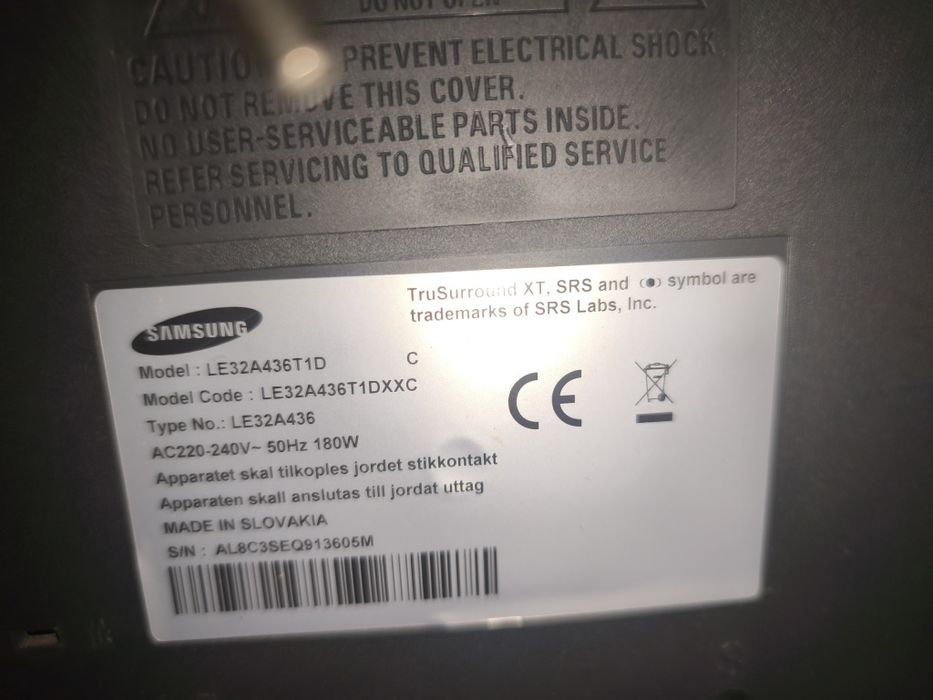 DO NOT OPEN
CAUTION PREVENT ELECTRICAL SHOCK
DO NOT REMOVE THIS COVER.
NO USER-SERVICEABLE PARTS INSIDE.
REFER SERVICING TO QUALIFIED SERVICE
PERSONNEL.
TruSurround XT, SRS and (●) symbol are
trademarks of SRS Labs, Inc.
SAMSUNG
Model : LE32A436T1D C
Model Code : LE32A436T1DXXC
Type No.: LE32A436
AC220-240V~ 50Hz 180W
Apparatet skal tilkoples jordet stikkontakt
Apparaten skall anslutas till jordat uttag
MADE IN SLOVAKIA
S/N : AL8C3SEQ913605M
CE